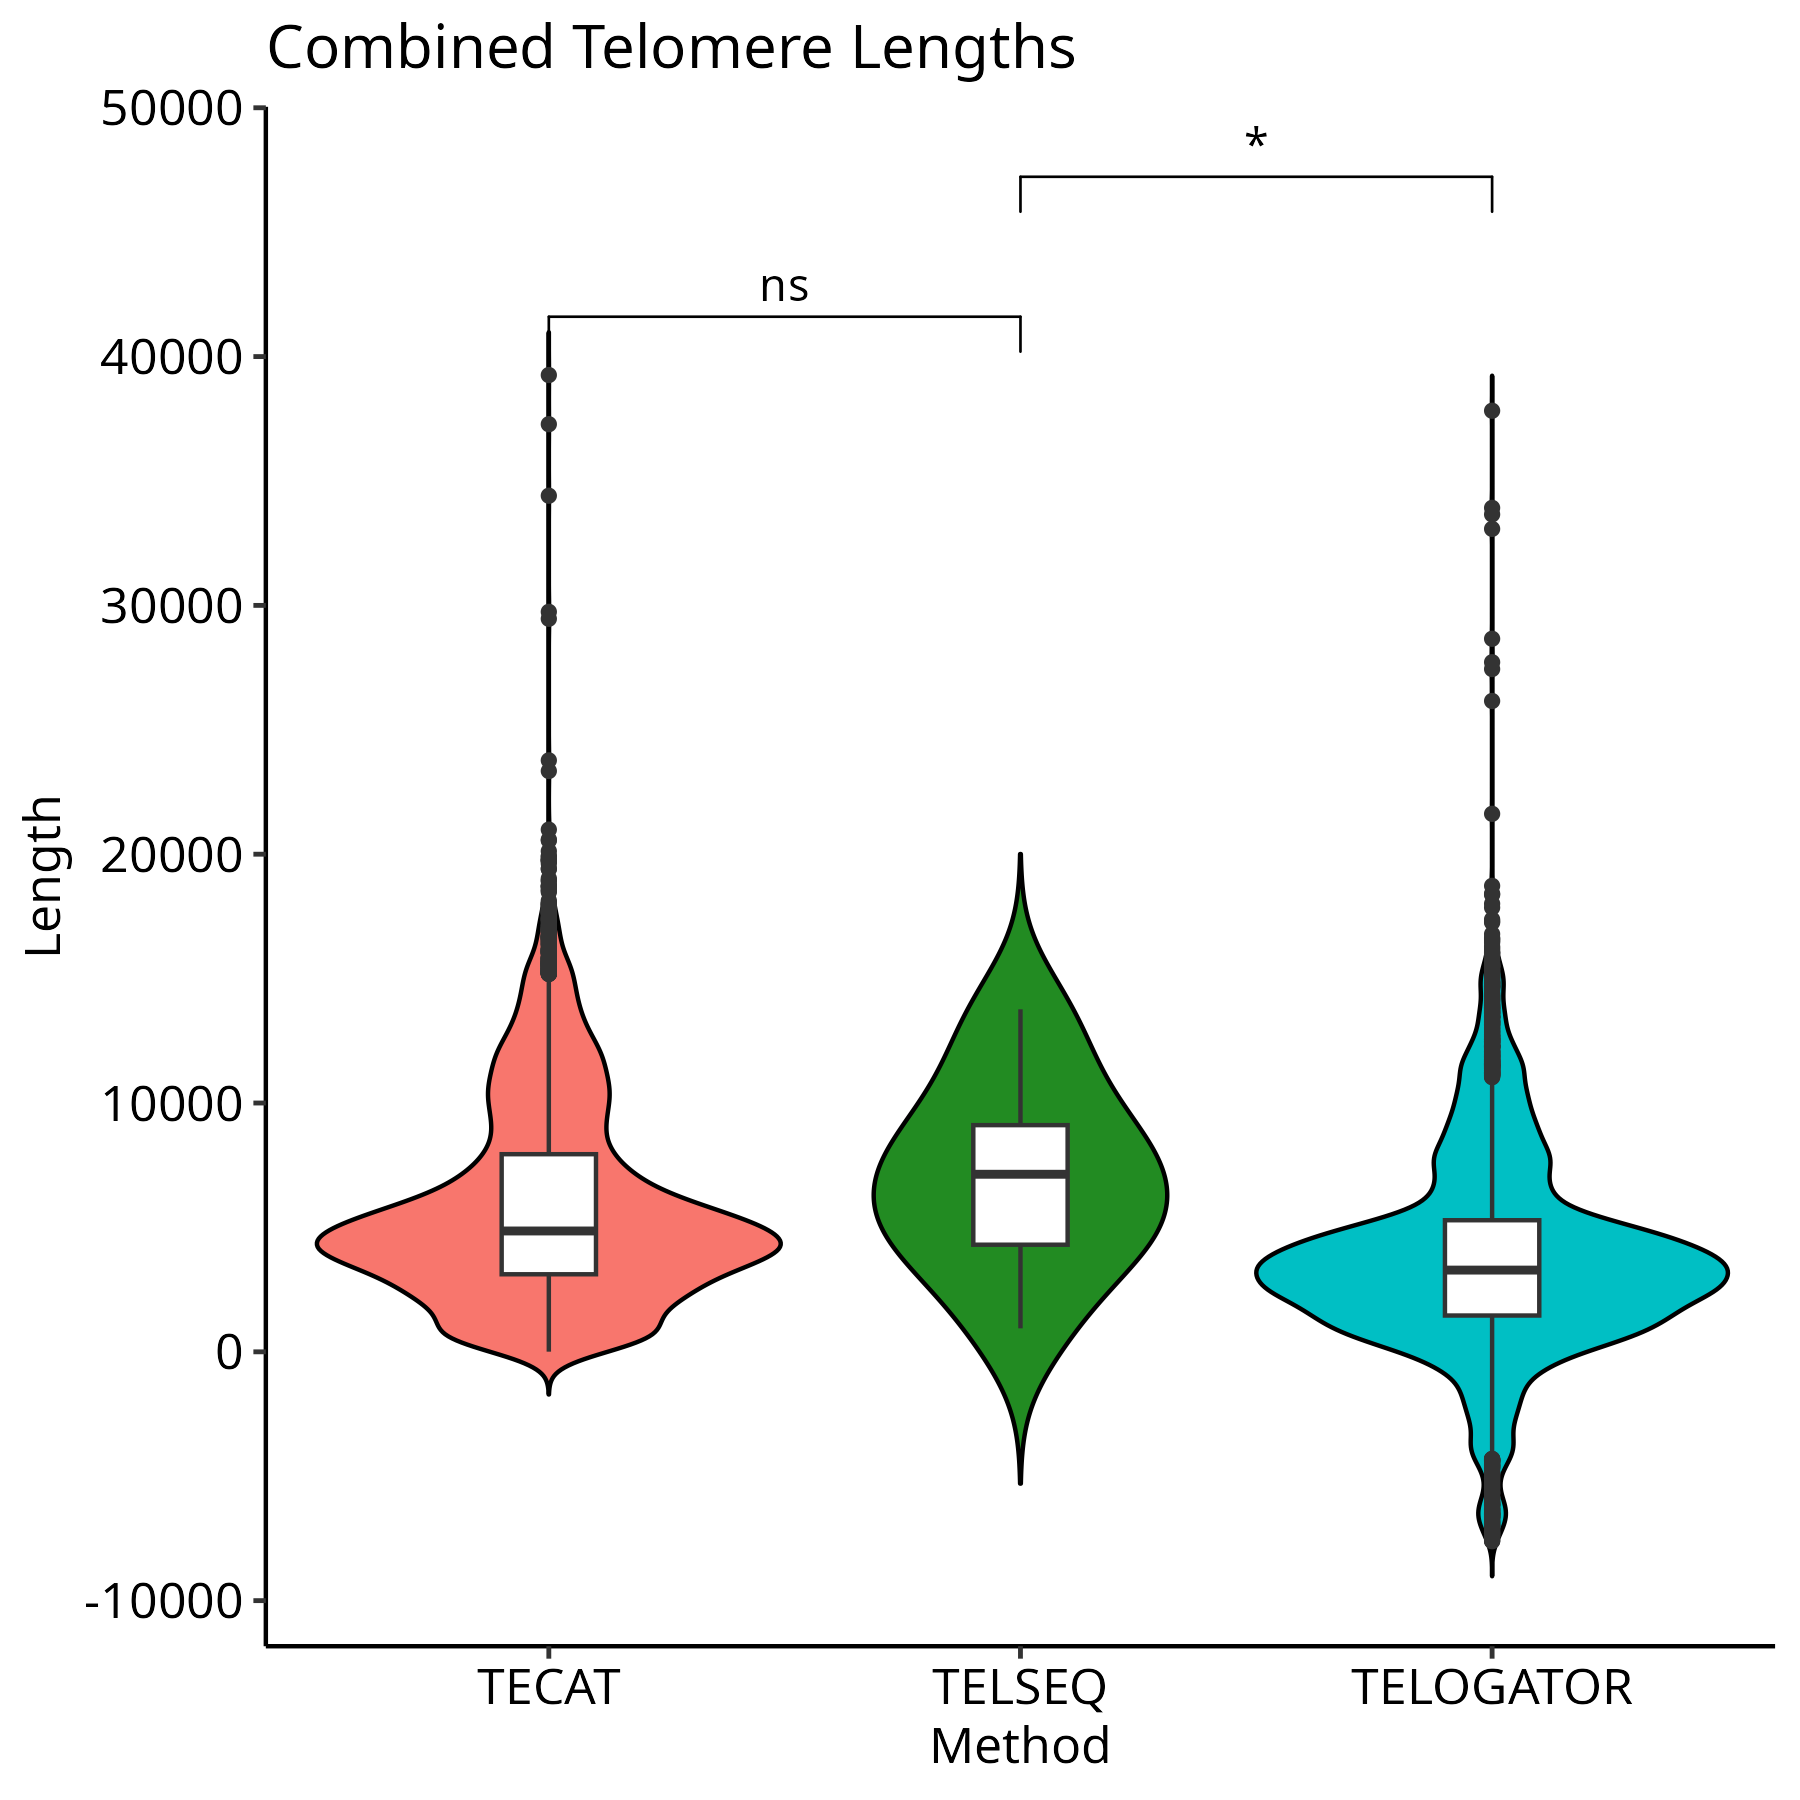 Combined Telomere Lengths
50000
*
ns
40000
30000
Length
20000
10000
0
-10000
TECAT TELSEQ TELOGATOR
Method